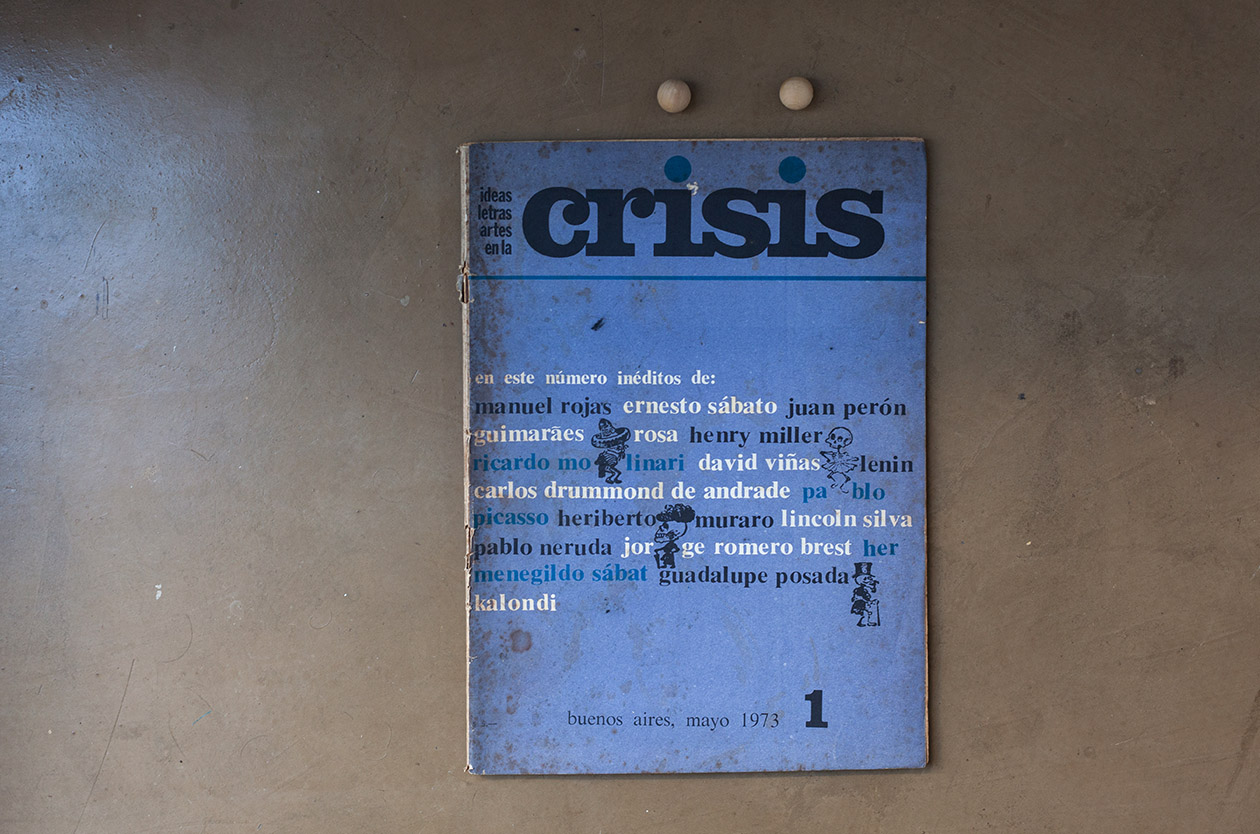 ideas
letras
artes
en la
crisis
en este número inéditos de:
manuel rojas ernesto sábato juan perón
guimarães rosa henry miller
ricardo mo linari david viñas lenin
carlos drummond de andrade pa blo
picasso heriberto muraro lincoln silva
pablo neruda jor ge romero brest her
menegildo sábat guadalupe posada
kalondi
buenos aires, mayo 1973 1